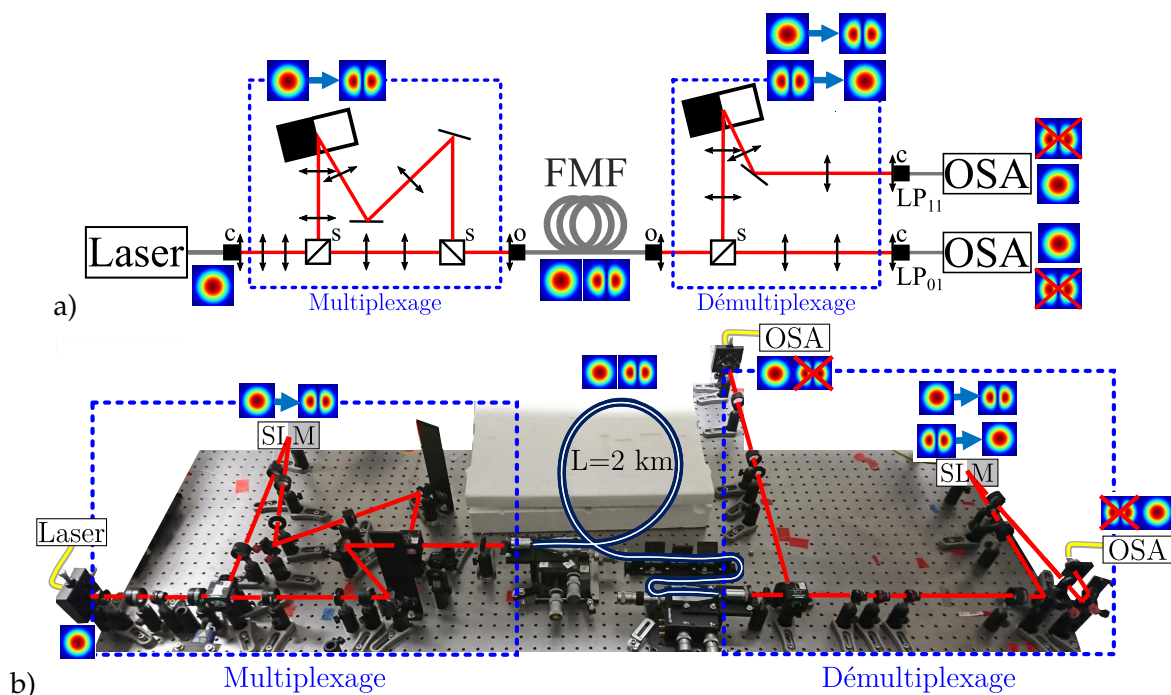 FMF
s
s
c
o
o
c
OSA
LP11
Laser
s
c
OSA
LP01
Multiplexage
Démultiplexage
a)
OSA
SLM
L=2 km
SLM
Laser
OSA
Multiplexage
Démultiplexage
b)